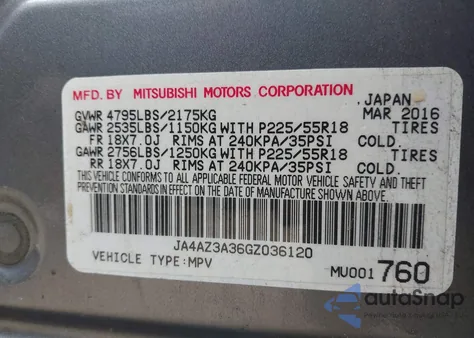 MFD. BY MITSUBISHI MOTORS CORPORATION
JAPAN
GVWR 4795LBS/2175KG MAR 2016
GAWR 2535LBS/1150KG WITH P225/55R18 TIRES
FR 18X7.0J RIMS AT 240KPA/35PSI COLD.
GAWR 2756LBS/1250KG WITH P225/55R18 TIRES
RR 18X7.0J RIMS AT 240KPA/35PSI COLD.
THIS VEHICLE CONFORMS TO ALL APPLICABLE FEDERAL MOTOR VEHICLE SAFETY AND THEFT
PREVENTION STANDARDS IN EFFECT ON THE DATE OF MANUFACTURE SHOWN ABOVE.
JA4AZ3A36GZ036120
VEHICLE TYPE:MPV
MU001760
autoSnap